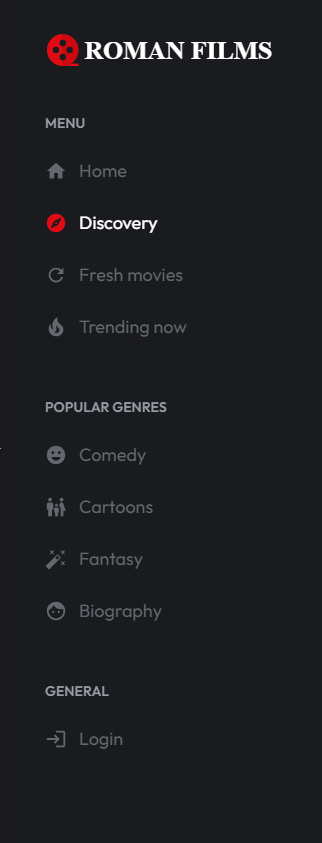 ROMAN FILMS
MENU
Home
Discovery
Fresh movies
Trending now
POPULAR GENRES
Comedy
Cartoons
Fantasy
Biography
GENERAL
Login